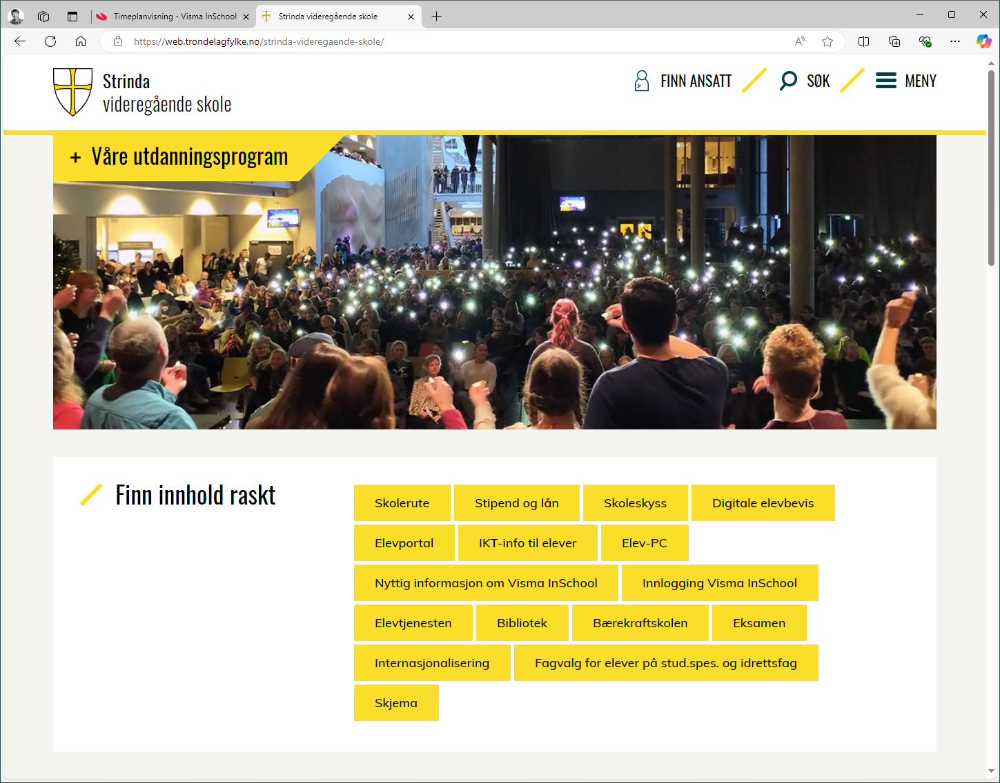 Timeplanvisning - Visma InSchool
Strinda videregående skole
https://web.trondelagfylke.no/strinda-videregaende-skole/
Strinda
videregående skole
FINN ANSATT
SØK
MENY
+ Våre utdanningsprogram
Finn innhold raskt
Skolerute
Stipend og lån
Skoleskyss
Digitale elevbevis
Elevportal
IKT-info til elever
Elev-PC
Nyttig informasjon om Visma InSchool
Innlogging Visma InSchool
Elevtjenesten
Bibliotek
Bærekraftskolen
Eksamen
Internasjonalisering
Fagvalg for elever på stud.spes. og idrettsfag
Skjema